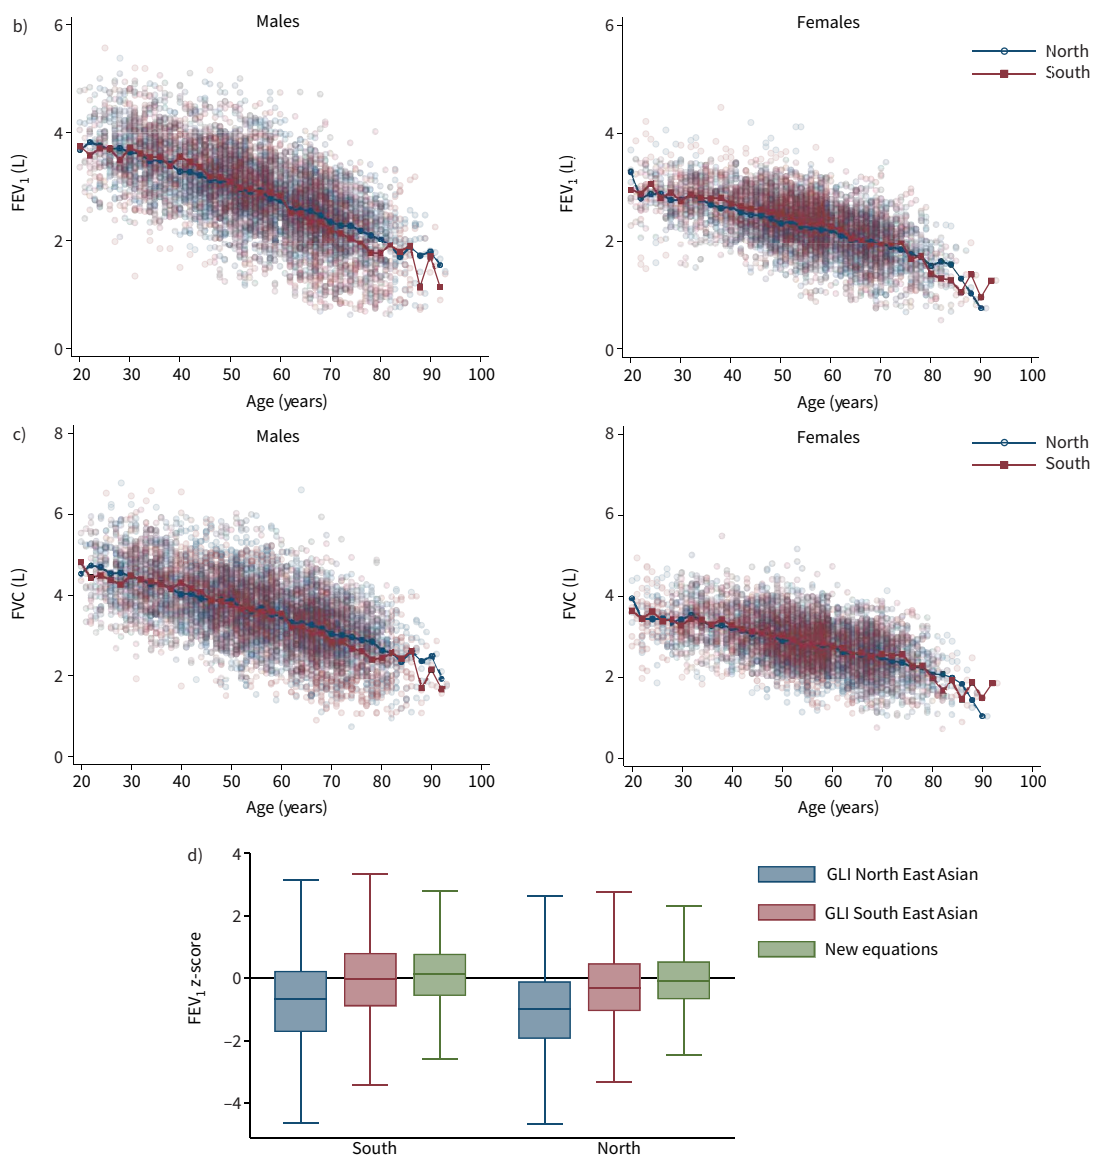 b)
Males
Females
North
South
6
4
2
0
FEV1 (L)
20 30 40 50 60 70 80 90 100
Age (years)
6
4
2
0
FEV1 (L)
20 30 40 50 60 70 80 90 100
Age (years)
c)
Males
Females
North
South
8
6
4
2
0
FVC (L)
20 30 40 50 60 70 80 90 100
Age (years)
8
6
4
2
0
FVC (L)
20 30 40 50 60 70 80 90 100
Age (years)
d)
4
2
0
–2
–4
FEV1 z-score
South North
GLI North East Asian
GLI South East Asian
New equations